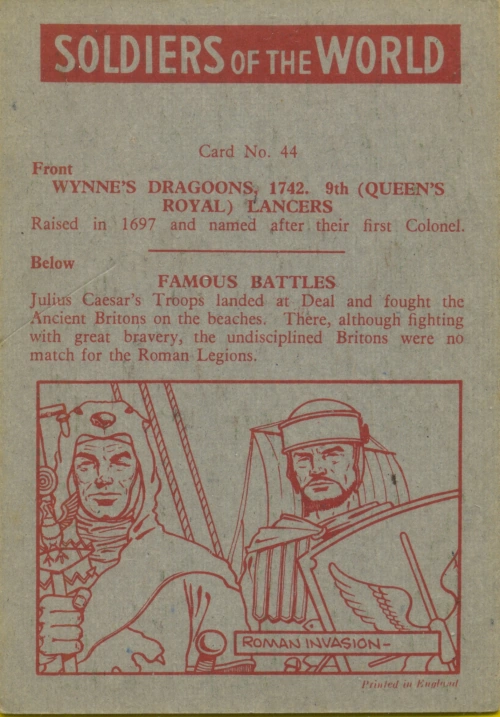 SOLDIERS OF THE WORLD
Card No. 44
Front
WYNNE'S DRAGOONS, 1742. 9th (QUEEN'S
ROYAL) LANCERS
Raised in 1697 and named after their first Colonel.
Below
FAMOUS BATTLES
Julius Caesar's Troops landed at Deal and fought the
Ancient Britons on the beaches. There, although fighting
with great bravery, the undisciplined Britons were no
match for the Roman Legions.
ROMAN INVASION-
Printed in England